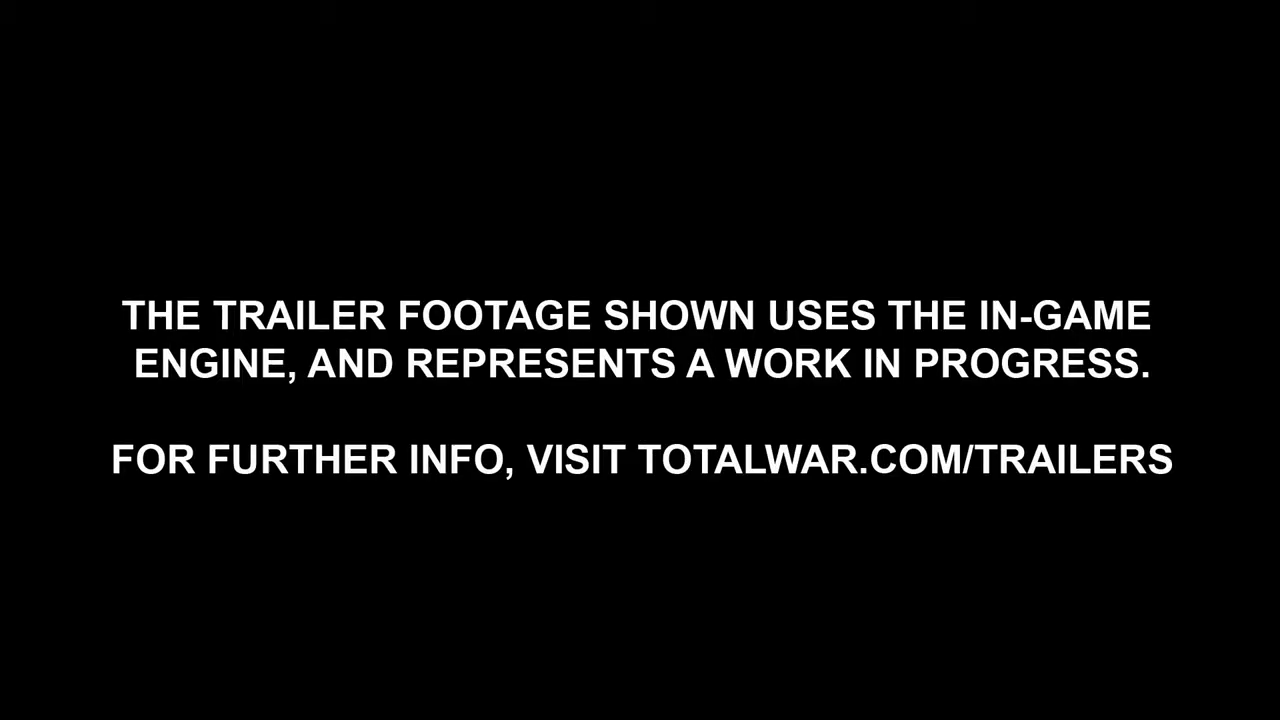 THE TRAILER FOOTAGE SHOWN USES THE IN-GAME
ENGINE, AND REPRESENTS A WORK IN PROGRESS.
FOR FURTHER INFO, VISIT TOTALWAR.COM/TRAILERS